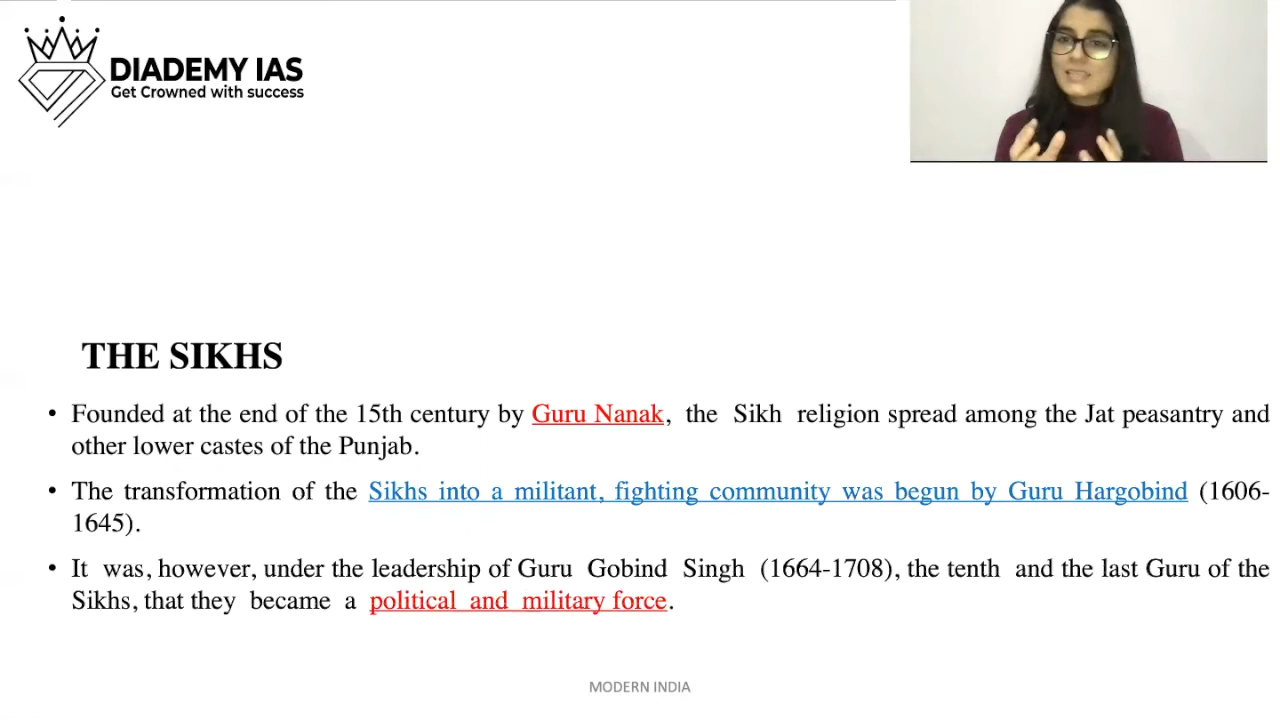 DIADEMY IAS
Get Crowned with success
THE SIKHS
• Founded at the end of the 15th century by Guru Nanak, the Sikh religion spread among the Jat peasantry and
other lower castes of the Punjab.
• The transformation of the Sikhs into a militant, fighting community was begun by Guru Hargobind (1606-
1645).
• It was, however, under the leadership of Guru Gobind Singh (1664-1708), the tenth and the last Guru of the
Sikhs, that they became a political and military force.
MODERN INDIA